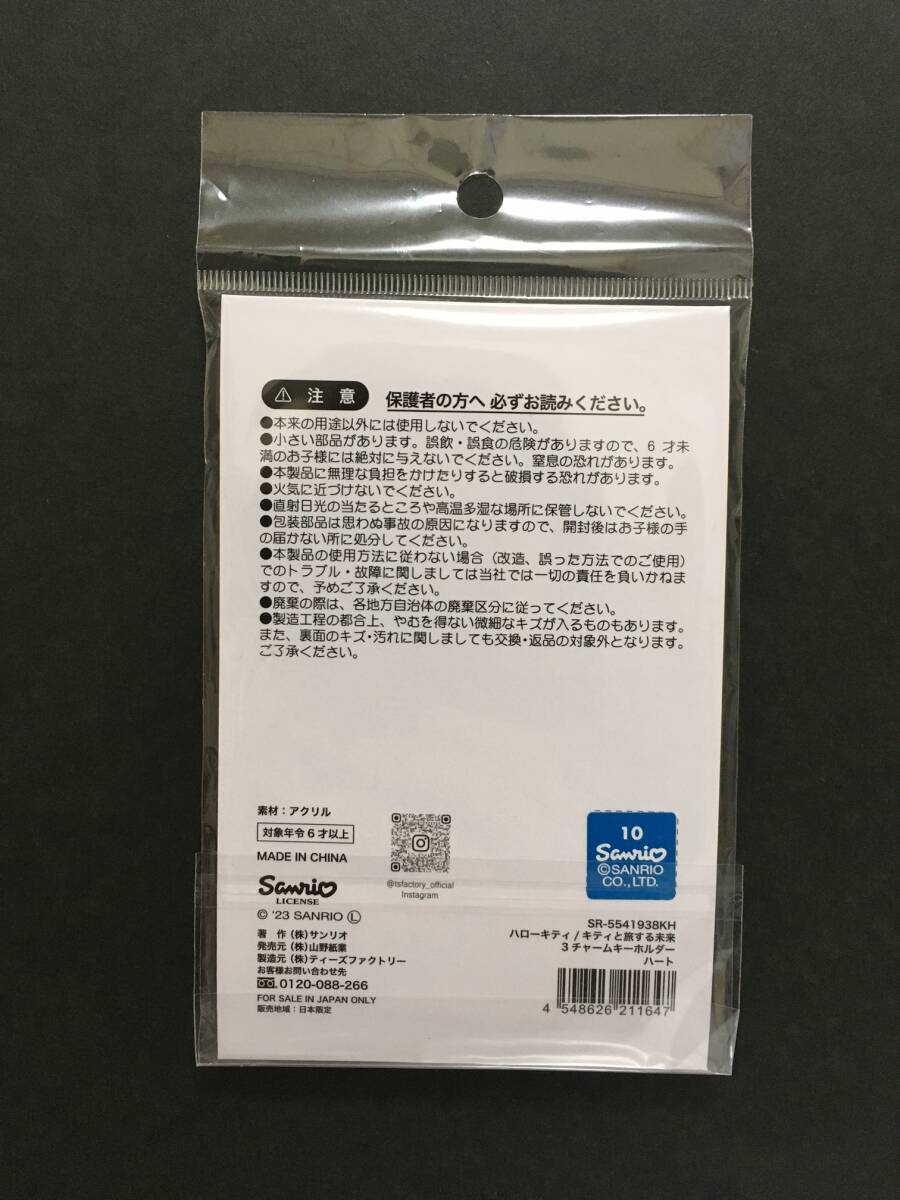 ⚠ 注意 保護者の方へ 必ずお読みください。
●本来の用途以外には使用しないでください。
●小さい部品があります。誤飲・誤食の危険がありますので、6 才未
満のお子様には絶対に与えないでください。窒息の恐れがあります。
●本製品に無理な負担をかけたりすると破損する恐れがあります。
●火気に近づけないでください。
●直射日光の当たるところや高温多湿な場所に保管しないでください。
●包装部品は思わぬ事故の原因になりますので、開封後はお子様の手
の届かない所に処分してください。
●本製品の使用方法に従わない場合（改造、誤った方法でのご使用）
でのトラブル・故障に関しましては当社では一切の責任を負いかねま
すので、予めご了承ください。
●廃棄の際は、各地方自治体の廃棄区分に従ってください。
●製造工程の都合上、やむを得ない微細なキズが入るものもあります。
また、裏面のキズ・汚れに関しましても交換・返品の対象外となります。
ご了承ください。
素材：アクリル
対象年令 6 才以上
MADE IN CHINA
Sanrio
LICENSE
© '23 SANRIO Ⓛ
著　作（株）サンリオ
発売元（株）山野紙業
製造元（株）ティーズファクトリー
お客様お問い合わせ先
0120-088-266
FOR SALE IN JAPAN ONLY
販売地域：日本限定
@tsfactory_official
Instagram
10
Sanrio
©SANRIO
CO.,LTD.
SR-5541938KH
ハローキティ / キティと旅する未来
3 チャームキーホルダー
ハート
4 548626 211647